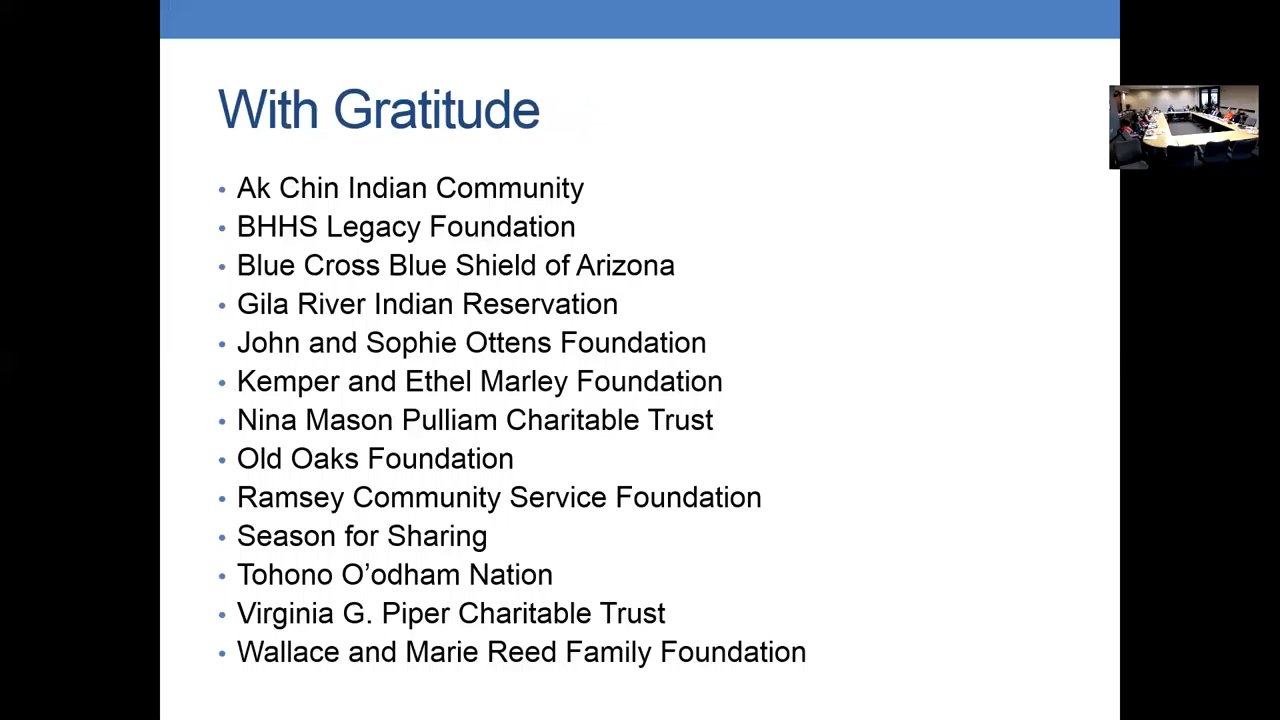 With Gratitude
• Ak Chin Indian Community
• BHHS Legacy Foundation
• Blue Cross Blue Shield of Arizona
• Gila River Indian Reservation
• John and Sophie Ottens Foundation
• Kemper and Ethel Marley Foundation
• Nina Mason Pulliam Charitable Trust
• Old Oaks Foundation
• Ramsey Community Service Foundation
• Season for Sharing
• Tohono O’odham Nation
• Virginia G. Piper Charitable Trust
• Wallace and Marie Reed Family Foundation